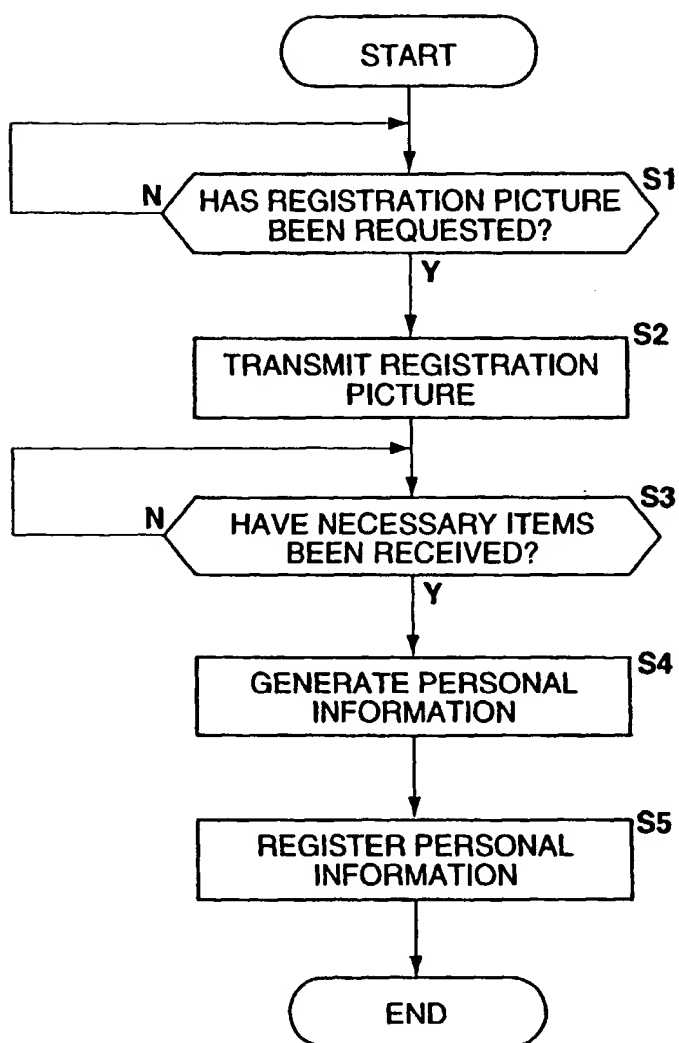 START
S1
N
HAS REGISTRATION PICTURE
BEEN REQUESTED?
Y
S2
TRANSMIT REGISTRATION
PICTURE
S3
N
HAVE NECESSARY ITEMS
BEEN RECEIVED?
Y
S4
GENERATE PERSONAL
INFORMATION
S5
REGISTER PERSONAL
INFORMATION
END